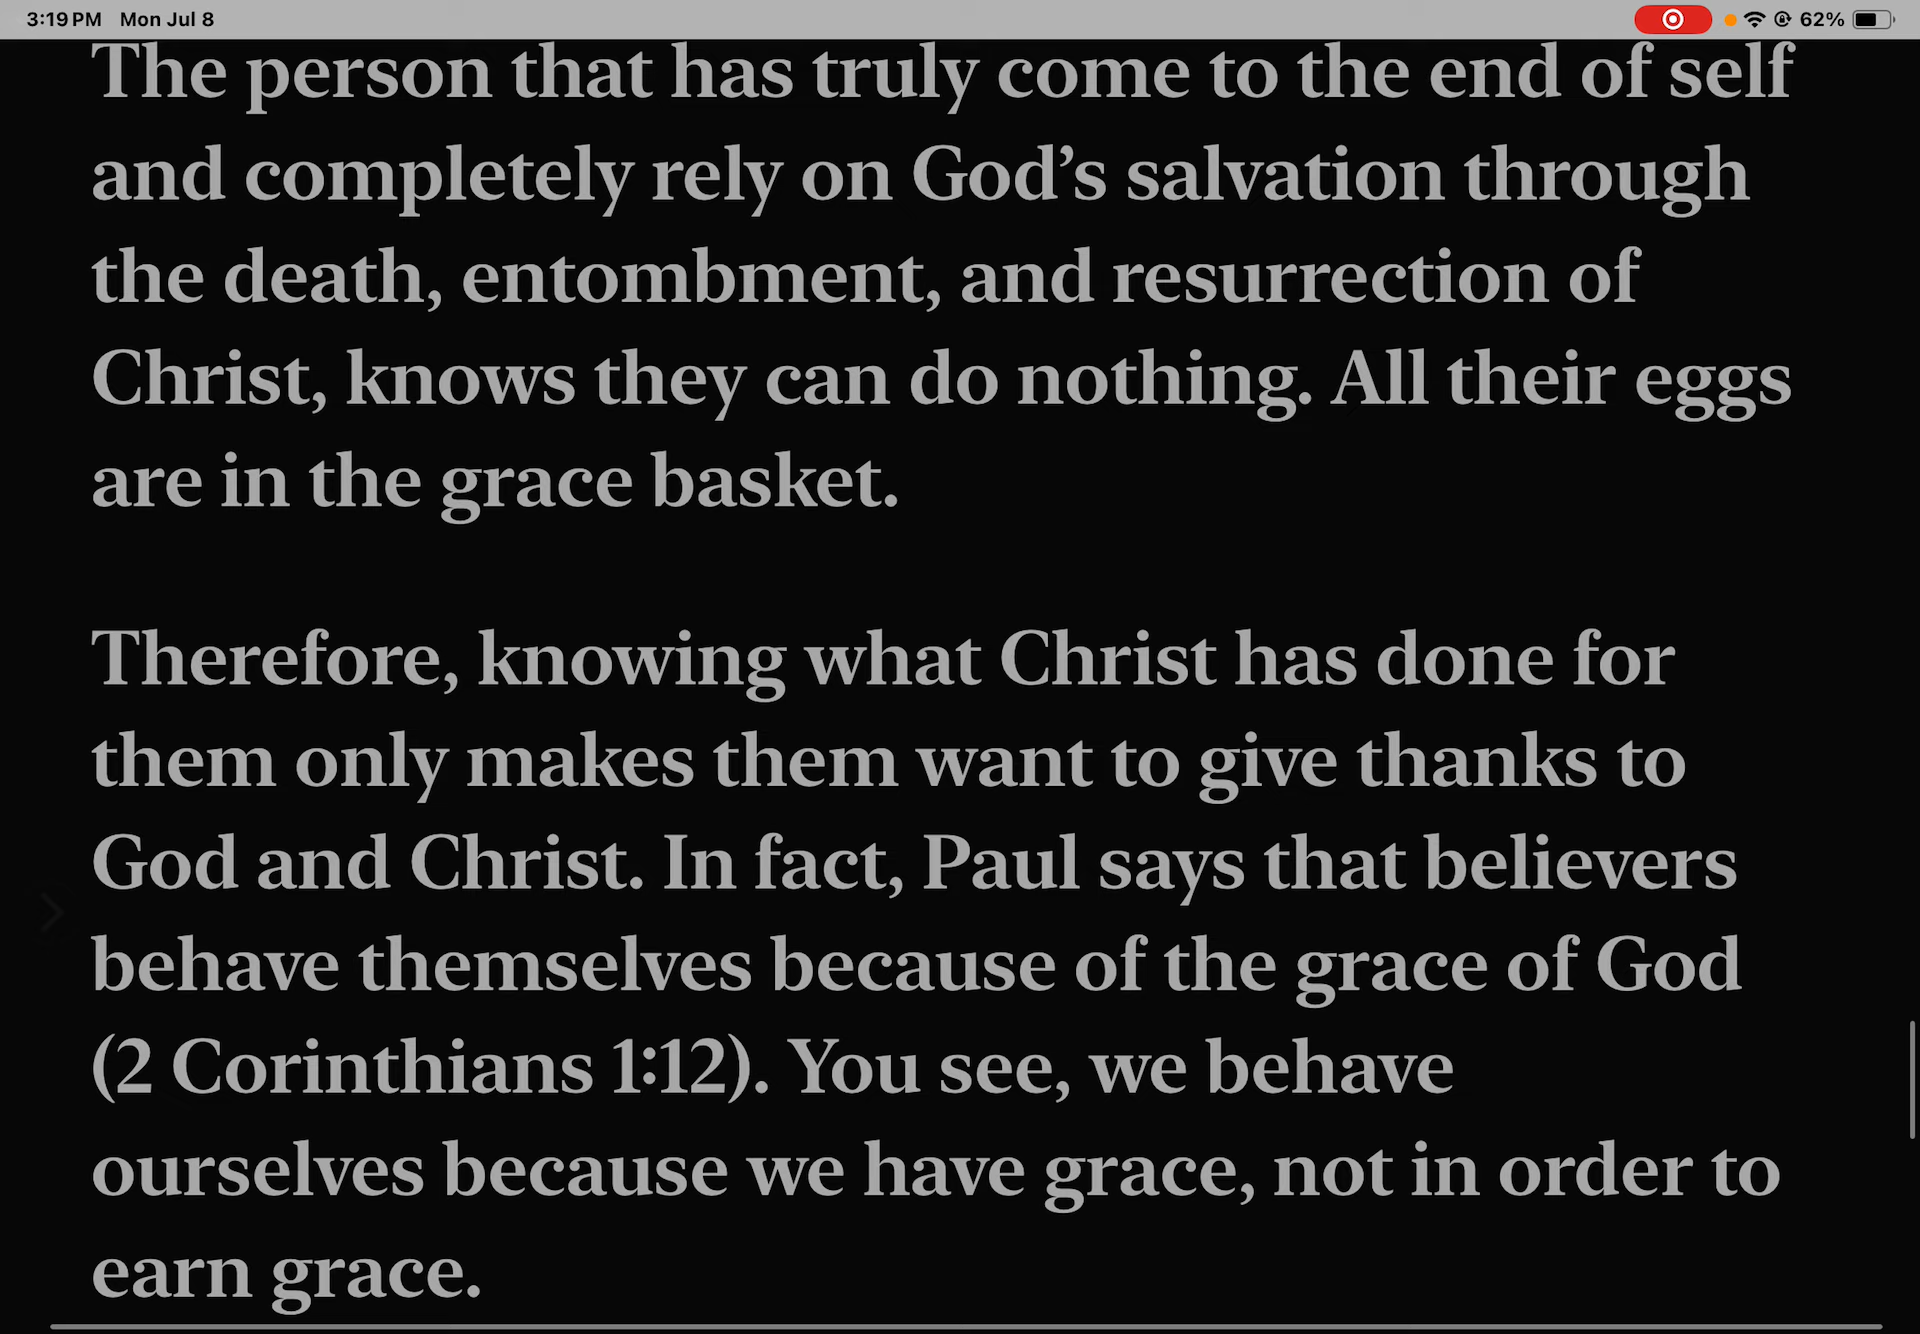 3:19 PM Mon Jul 8 62%
The person that has truly come to the end of self
and completely rely on God’s salvation through
the death, entombment, and resurrection of
Christ, knows they can do nothing. All their eggs
are in the grace basket.
Therefore, knowing what Christ has done for
them only makes them want to give thanks to
God and Christ. In fact, Paul says that believers
behave themselves because of the grace of God
(2 Corinthians 1:12). You see, we behave
ourselves because we have grace, not in order to
earn grace.